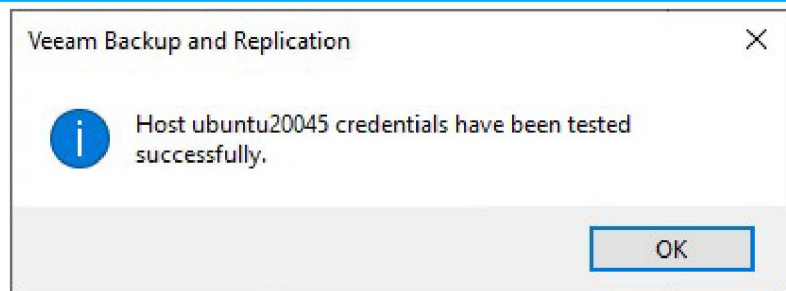 Veeam Backup and Replication
Host ubuntu20045 credentials have been tested
successfully.
OK